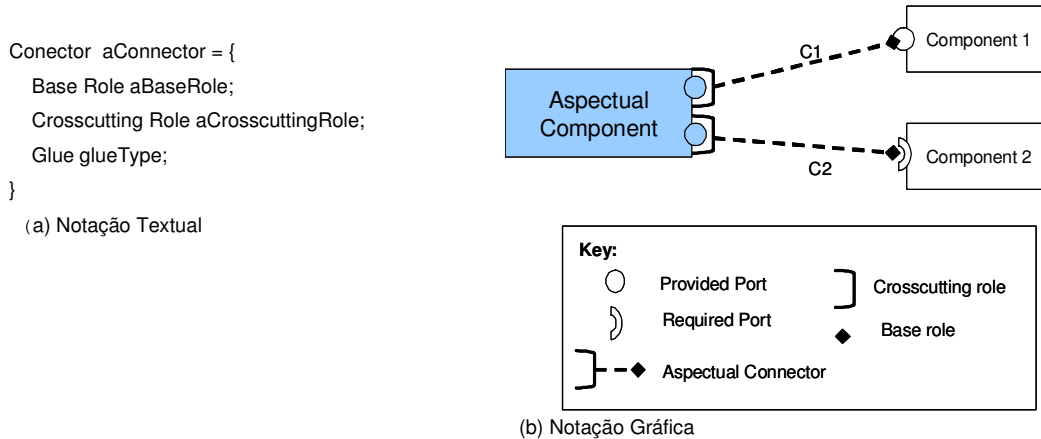 Conector aConnector = {
Base Role aBaseRole;
Crosscutting Role aCrosscuttingRole;
Glue glueType;
}
(a) Notação Textual
Aspectual
Component
C1
C2
Component 1
Component 2
Key:
Provided Port
Required Port
Aspectual Connector
Crosscutting role
Base role
(b) Notação Gráfica